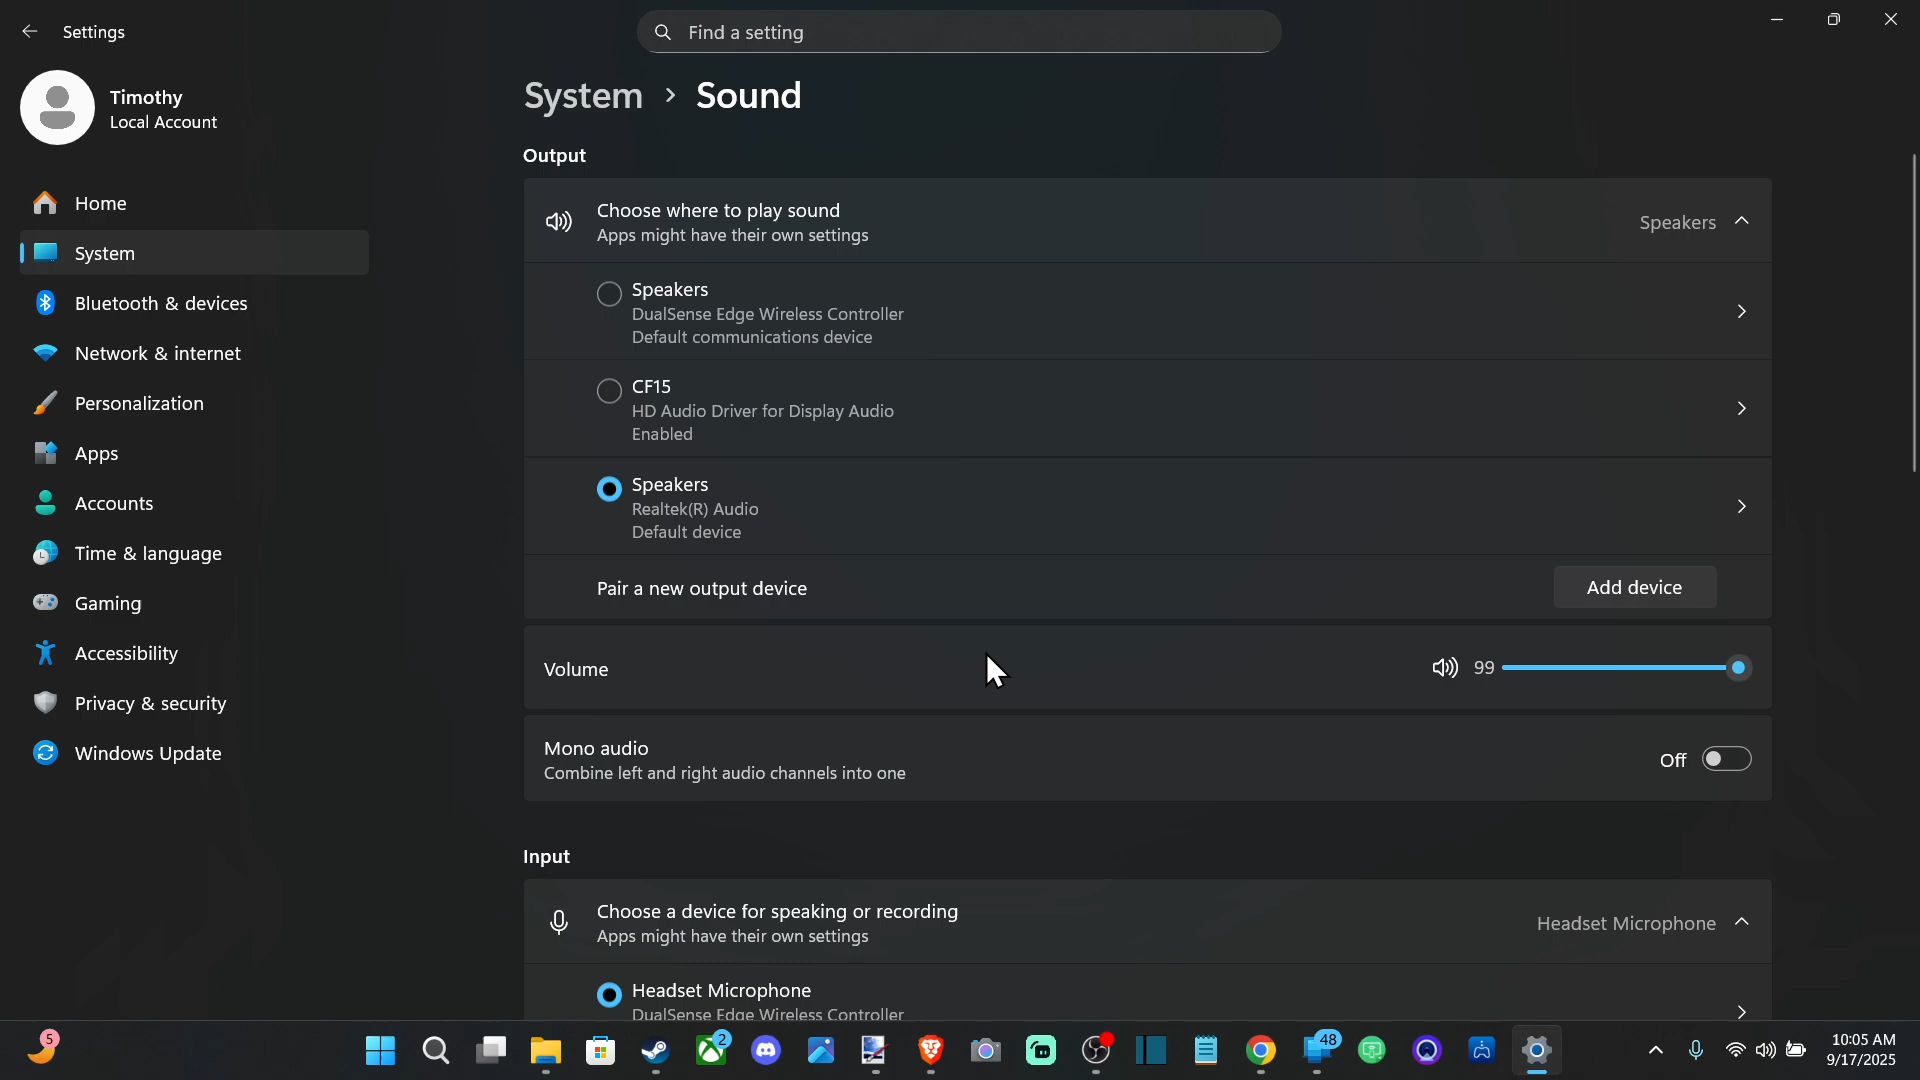 Settings
Find a setting
Timothy
Local Account
Home
System
Bluetooth & devices
Network & internet
Personalization
Apps
Accounts
Time & language
Gaming
Accessibility
Privacy & security
Windows Update
System > Sound
Output
Choose where to play sound
Apps might have their own settings
Speakers
Speakers
DualSense Edge Wireless Controller
Default communications device
CF15
HD Audio Driver for Display Audio
Enabled
Speakers
Realtek(R) Audio
Default device
Pair a new output device
Add device
Volume
99
Mono audio
Combine left and right audio channels into one
Off
Input
Choose a device for speaking or recording
Apps might have their own settings
Headset Microphone
Headset Microphone
DualSense Edge Wireless Controller
5
2
48
10:05 AM
9/17/2025